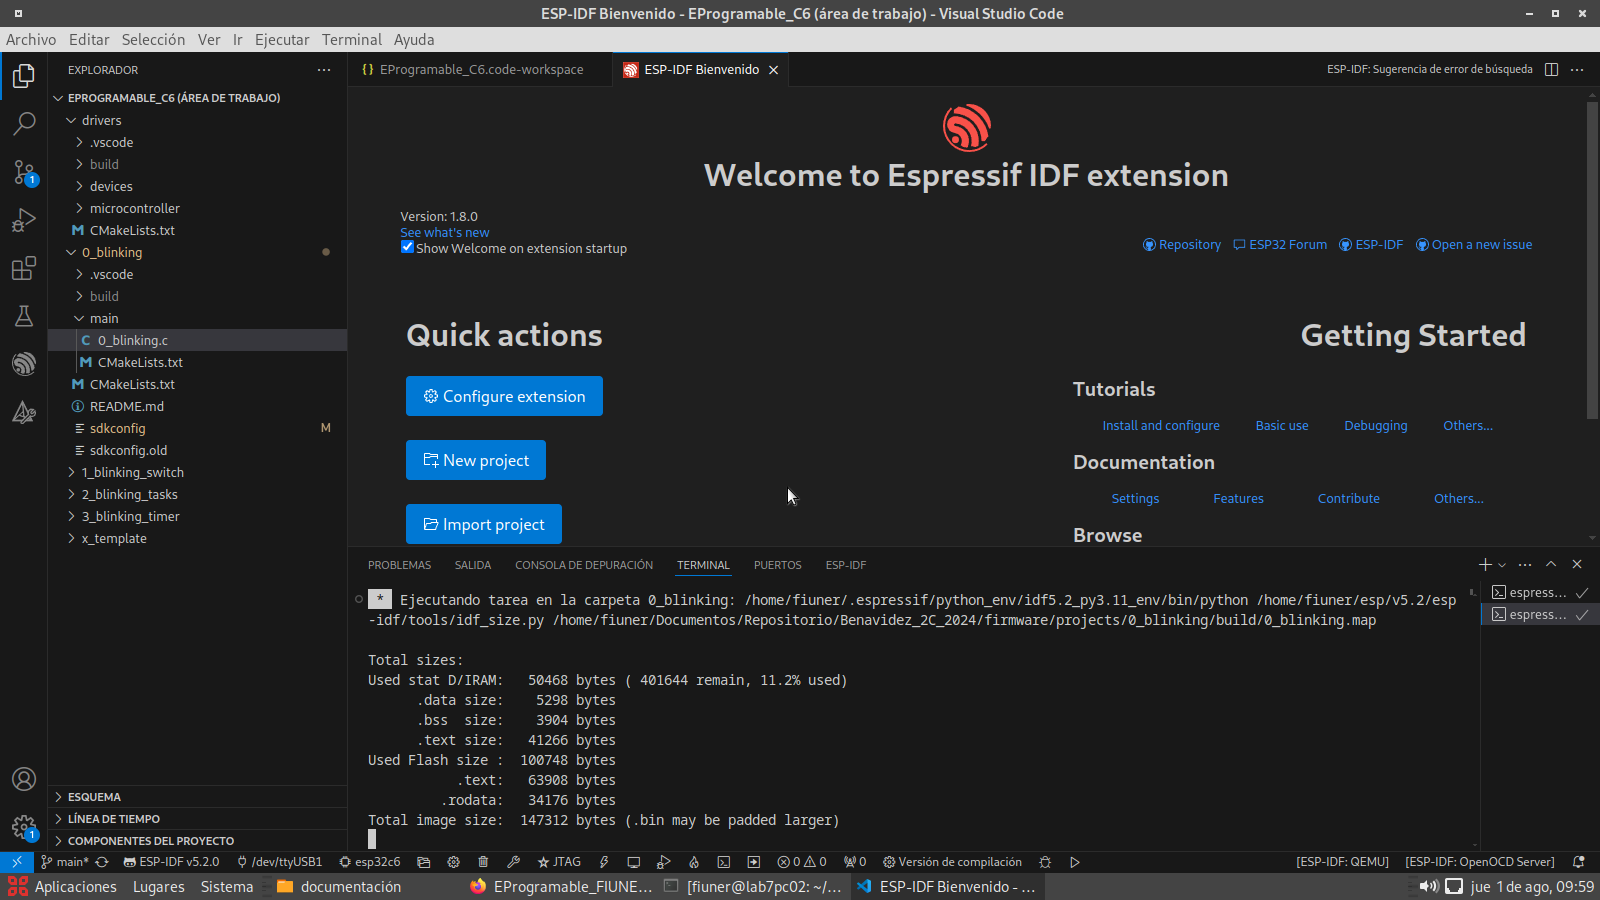 ESP-IDF Bienvenido - EProgramable_C6 (área de trabajo) - Visual Studio Code
Archivo Editar Selección Ver Ir Ejecutar Terminal Ayuda
EXPLORADOR
EPROGRAMABLE_C6 (ÁREA DE TRABAJO)
drivers
.vscode
build
devices
microcontroller
CMakeLists.txt
0_blinking
.vscode
build
main
0_blinking.c
CMakeLists.txt
CMakeLists.txt
README.md
sdkconfig M
sdkconfig.old
1_blinking_switch
2_blinking_tasks
3_blinking_timer
x_template
ESQUEMA
LÍNEA DE TIEMPO
COMPONENTES DEL PROYECTO
1
1
EProgramable_C6.code-workspace ESP-IDF Bienvenido ESP-IDF: Sugerencia de error de búsqueda
Welcome to Espressif IDF extension
Version: 1.8.0
See what's new
Show Welcome on extension startup
Repository ESP32 Forum ESP-IDF Open a new issue
Quick actions
Configure extension
New project
Import project
Getting Started
Tutorials
Install and configure Basic use Debugging Others...
Documentation
Settings Features Contribute Others...
Browse
PROBLEMAS SALIDA CONSOLA DE DEPURACIÓN TERMINAL PUERTOS ESP-IDF
* Ejecutando tarea en la carpeta 0_blinking: /home/fiuner/.espressif/python_env/idf5.2_py3.11_env/bin/python /home/fiuner/esp/v5.2/esp
-idf/tools/idf_size.py /home/fiuner/Documentos/Repositorio/Benavidez_2C_2024/firmware/projects/0_blinking/build/0_blinking.map
Total sizes:
Used stat D/IRAM: 50468 bytes ( 401644 remain, 11.2% used)
.data size: 5298 bytes
.bss size: 3904 bytes
.text size: 41266 bytes
Used Flash size : 100748 bytes
.text: 63908 bytes
.rodata: 34176 bytes
Total image size: 147312 bytes (.bin may be padded larger)
espress...
espress...
main* ESP-IDF v5.2.0 /dev/ttyUSB1 esp32c6 JTAG 0 0 0 Versión de compilación [ESP-IDF: QEMU] [ESP-IDF: OpenOCD Server]
Aplicaciones Lugares Sistema documentación EProgramable_FIUNE... [fiuner@lab7pc02: ~/... ESP-IDF Bienvenido - ... jue 1 de ago, 09:59